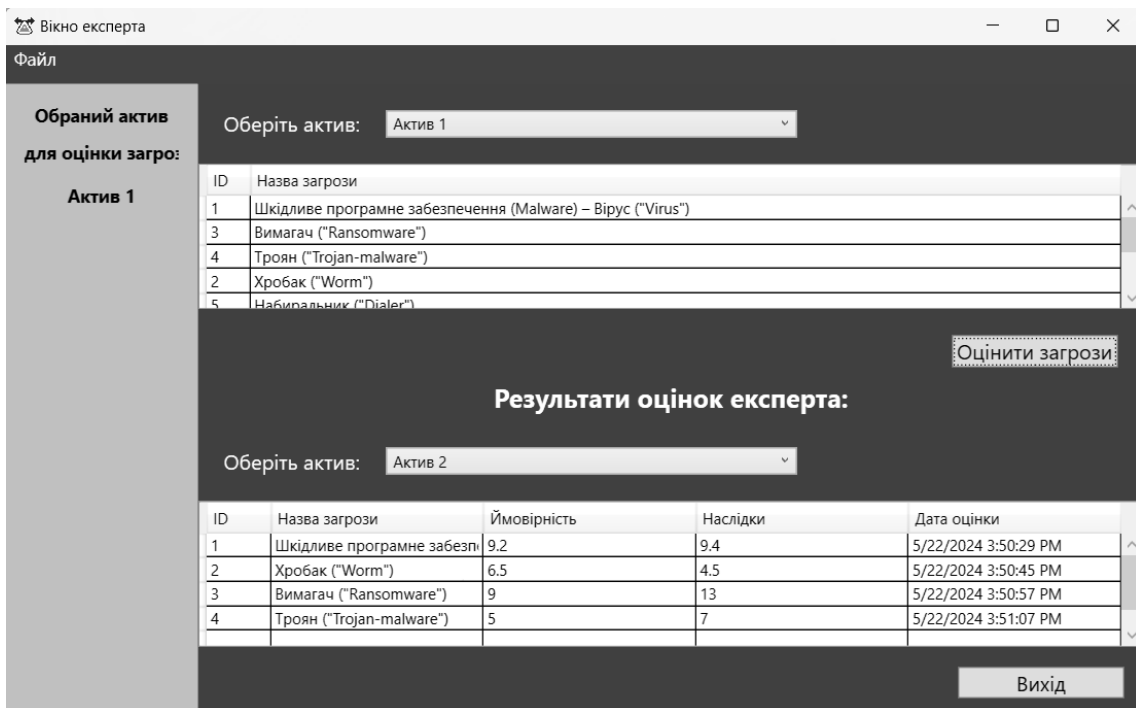 Вікно експерта
Файл
Обраний актив
для оцінки загроз
Актив 1
Оберіть актив: Актив 1
ID Назва загрози
1 Шкідливе програмне забезпечення (Malware) – Вірус ("Virus")
3 Вимагач ("Ransomware")
4 Троян ("Trojan-malware")
2 Хробак ("Worm")
5 Набиральник ("Dialer")
Оцінити загрози
Результати оцінок експерта:
Оберіть актив: Актив 2
ID Назва загрози Ймовірність Наслідки Дата оцінки
1 Шкідливе програмне забезп 9.2 9.4 5/22/2024 3:50:29 PM
2 Хробак ("Worm") 6.5 4.5 5/22/2024 3:50:45 PM
3 Вимагач ("Ransomware") 9 13 5/22/2024 3:50:57 PM
4 Троян ("Trojan-malware") 5 7 5/22/2024 3:51:07 PM
Вихід